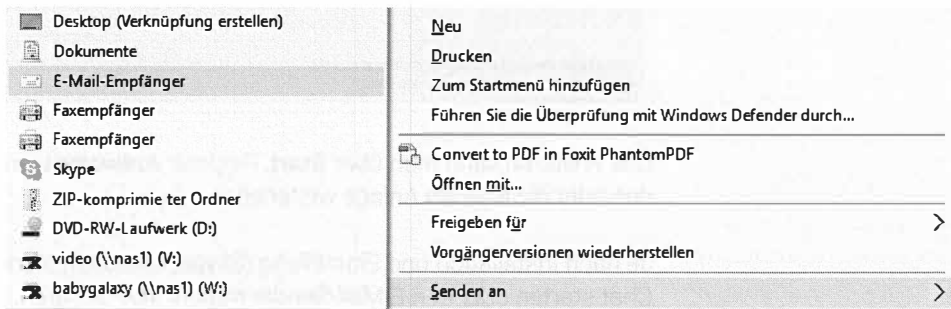 Desktop (Verknüpfung erstellen)
Dokumente
E-Mail-Empfänger
Faxempfänger
Faxempfänger
Skype
ZIP-komprimie ter Ordner
DVD-RW-Laufwerk (D:)
video (\\nas1) (V:)
babygalaxy (\\nas1) (W:)
Neu
Drucken
Zum Startmenü hinzufügen
Führen Sie die Überprüfung mit Windows Defender durch...
Convert to PDF in Foxit PhantomPDF
Öffnen mit...
Freigeben für
Vorgängerversionen wiederherstellen
Senden an